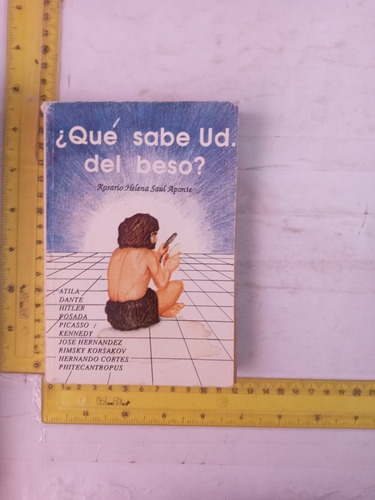 ¿Qué sabe Ud.
del beso?
Rosario Helena Saul Aponte
ATILA
DANTE
HITLER
POSADA
PICASSO
KENNEDY
JOSE HERNANDEZ
RIMSKY KORSAKOV
HERNANDO CORTES
PHITECANTROPUS